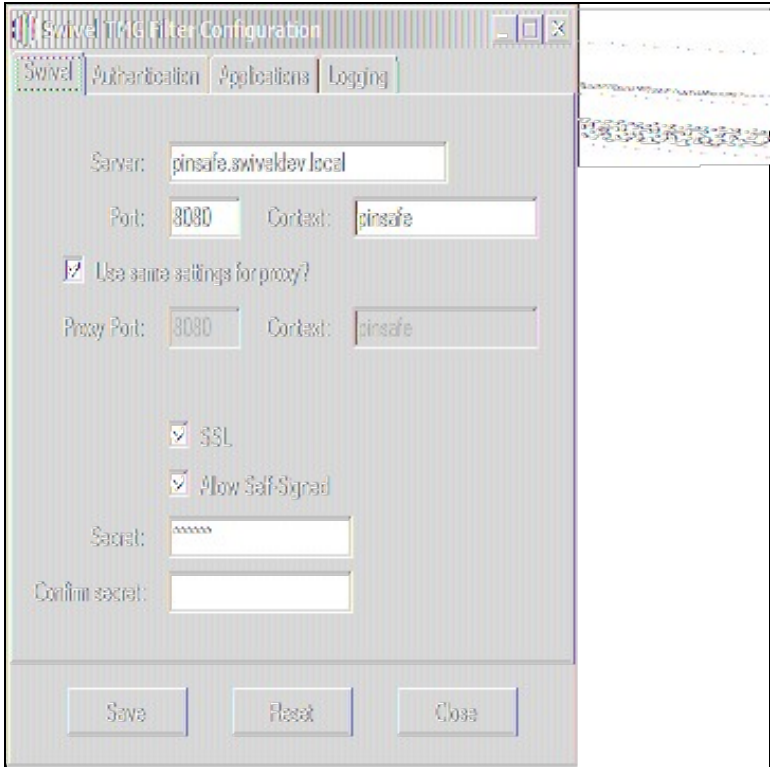 Swivel TMG Filter Configuration
Swivel Authentication Applications Logging
Server: pinsafe.swiveldev.local
Port: 8080 Context: pinsafe
Use same settings for proxy?
Proxy Port: 8080 Context: pinsafe
SSL
Allow Self-Signed
Secret: ******
Confirm secret:
Save Reset Close